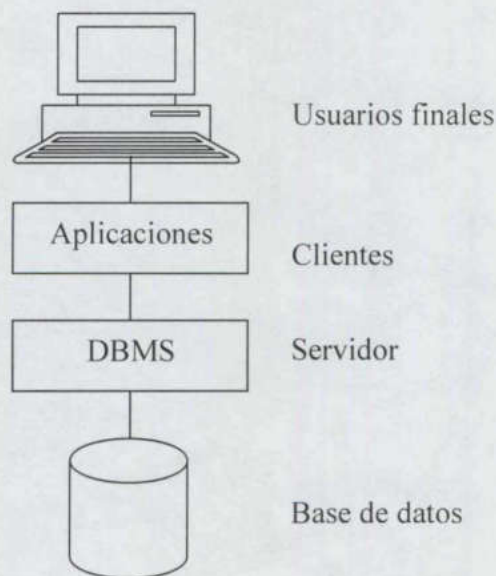 Usuarios finales
Aplicaciones
Clientes
DBMS
Servidor
Base de datos